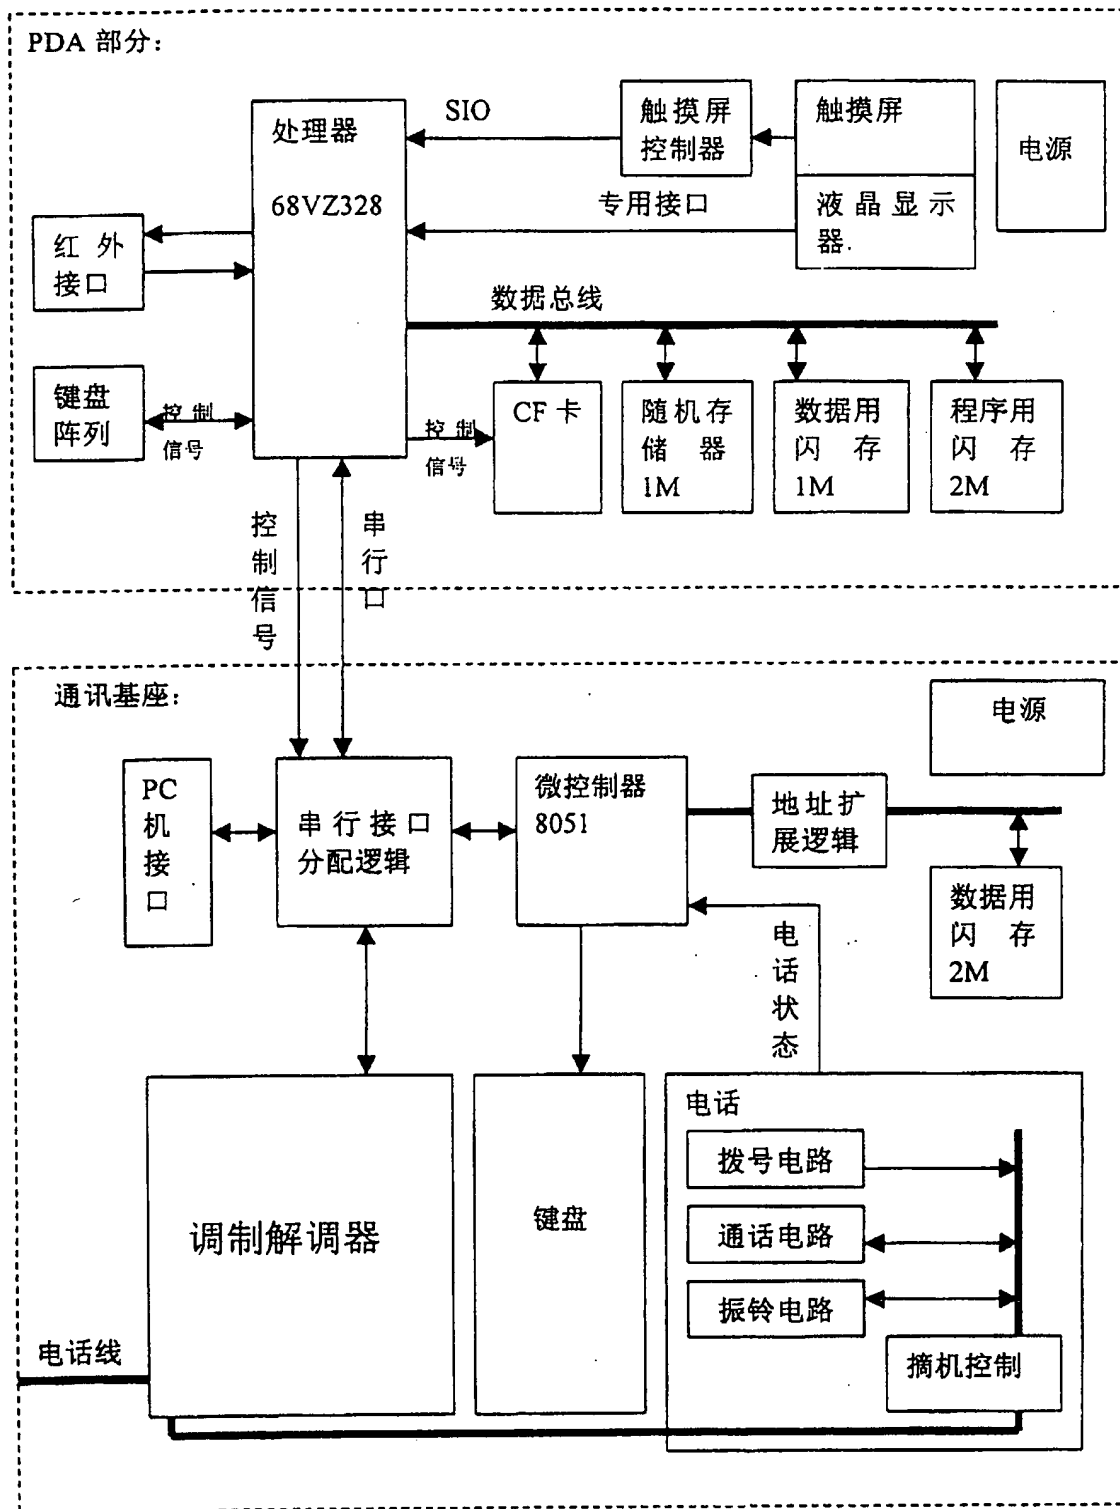 PDA 部分：
处理器
68VZ328
SIO
触摸屏
控制器
触摸屏
电源
专用接口
液晶显示
器.
红外
接口
数据总线
键盘
阵列
控制
信号
控制
信号
CF卡
随机存
储器
1M
数据用
闪存
1M
程序用
闪存
2M
控制信号
串行口
通讯基座：
电源
PC
机
接
口
串行接口
分配逻辑
微控制器
8051
地址扩
展逻辑
数据用
闪存
2M
电话状态
调制解调器
键盘
电话
拨号电路
通话电路
振铃电路
摘机控制
电话线